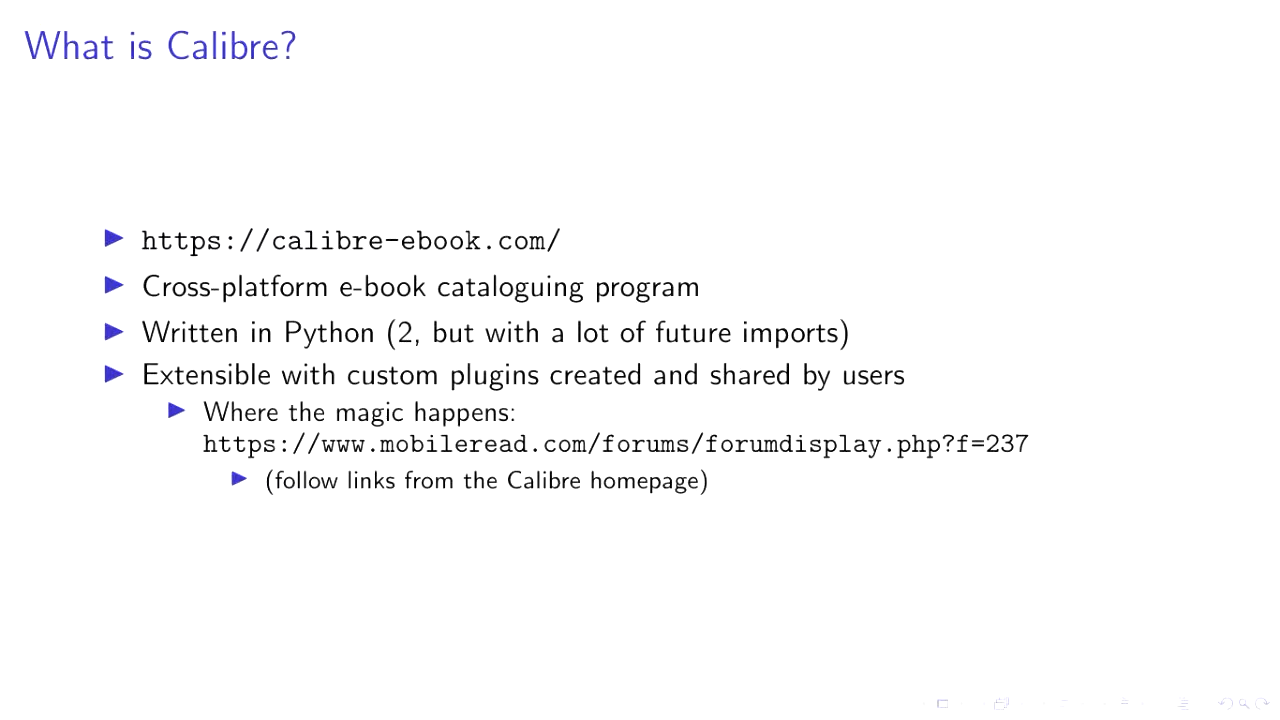 What is Calibre?
https://calibre-ebook.com/
Cross-platform e-book cataloguing program
Written in Python (2, but with a lot of future imports)
Extensible with custom plugins created and shared by users
Where the magic happens:
https://www.mobileread.com/forums/forumdisplay.php?f=237
(follow links from the Calibre homepage)